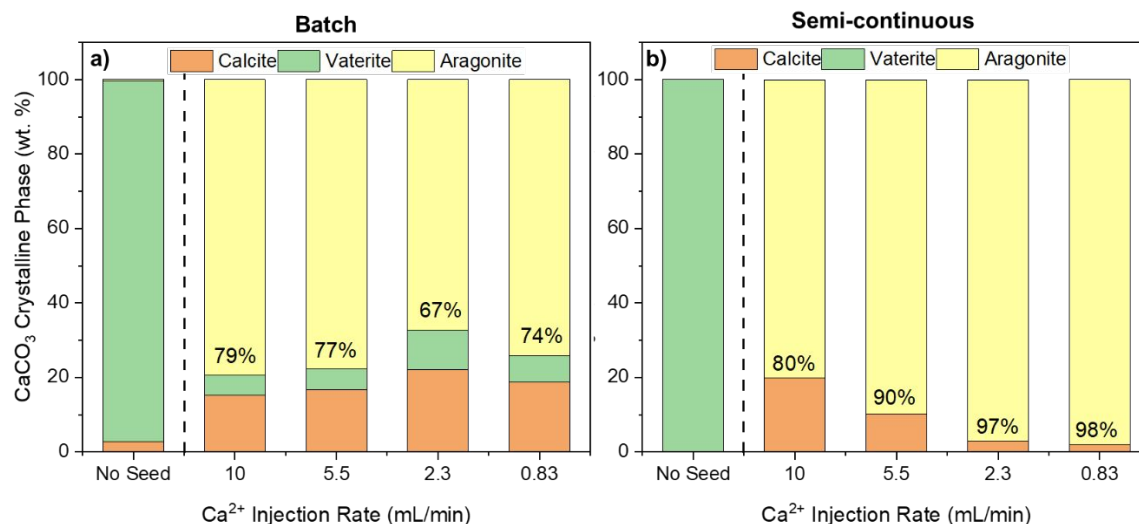 Batch
a) Calcite Vaterite Aragonite
CaCO₃ Crystalline Phase (wt. %)
100
80
60
40
20
0
79%
77%
67%
74%
No Seed 10 5.5 2.3 0.83
Ca²⁺ Injection Rate (mL/min)
Semi-continuous
b) Calcite Vaterite Aragonite
100
80
60
40
20
0
80%
90%
97%
98%
No Seed 10 5.5 2.3 0.83
Ca²⁺ Injection Rate (mL/min)